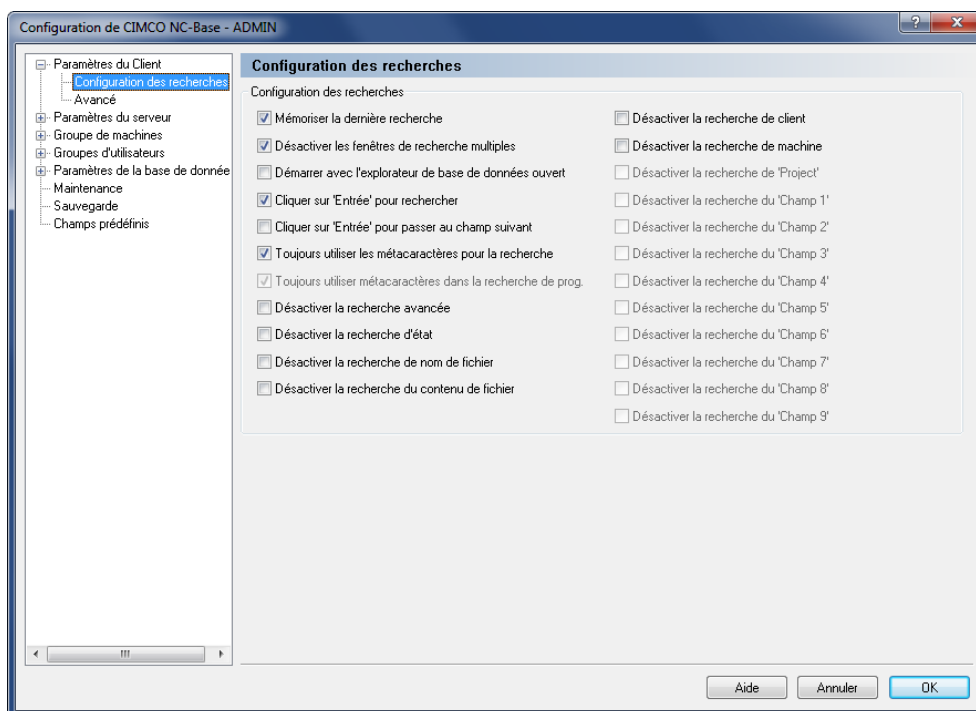 Configuration de CIMCO NC-Base - ADMIN
Paramètres du Client
Configuration des recherches
Avancé
Paramètres du serveur
Groupe de machines
Groupes d'utilisateurs
Paramètres de la base de donnée
Maintenance
Sauvegarde
Champs prédéfinis
Configuration des recherches
Configuration des recherches
Mémoriser la dernière recherche
Désactiver les fenêtres de recherche multiples
Démarrer avec l'explorateur de base de données ouvert
Cliquer sur 'Entrée' pour rechercher
Cliquer sur 'Entrée' pour passer au champ suivant
Toujours utiliser les métacaractères pour la recherche
Toujours utiliser métacaractères dans la recherche de prog.
Désactiver la recherche avancée
Désactiver la recherche d'état
Désactiver la recherche de nom de fichier
Désactiver la recherche du contenu de fichier
Désactiver la recherche de client
Désactiver la recherche de machine
Désactiver la recherche de 'Project'
Désactiver la recherche du 'Champ 1'
Désactiver la recherche du 'Champ 2'
Désactiver la recherche du 'Champ 3'
Désactiver la recherche du 'Champ 4'
Désactiver la recherche du 'Champ 5'
Désactiver la recherche du 'Champ 6'
Désactiver la recherche du 'Champ 7'
Désactiver la recherche du 'Champ 8'
Désactiver la recherche du 'Champ 9'
Aide
Annuler
OK